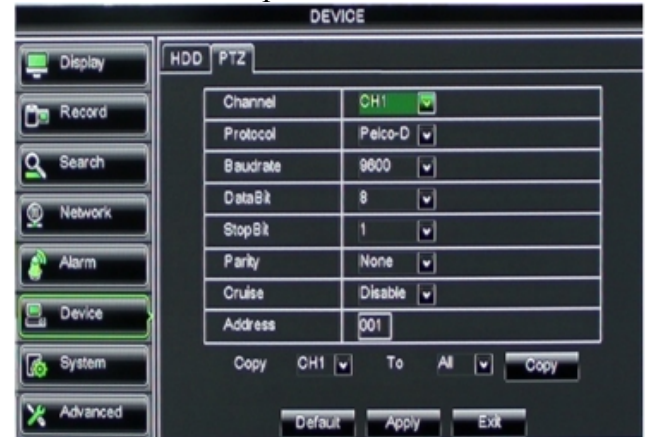 DEVICE
Display
HDD PTZ
Record
Search
Network
Alarm
Device
System
Advanced
Channel CH1
Protocol Pelco-D
Baudrate 9600
DataBit 8
StopBit 1
Parity None
Cruise Disable
Address 001
Copy CH1 To All Copy
Default Apply Exit